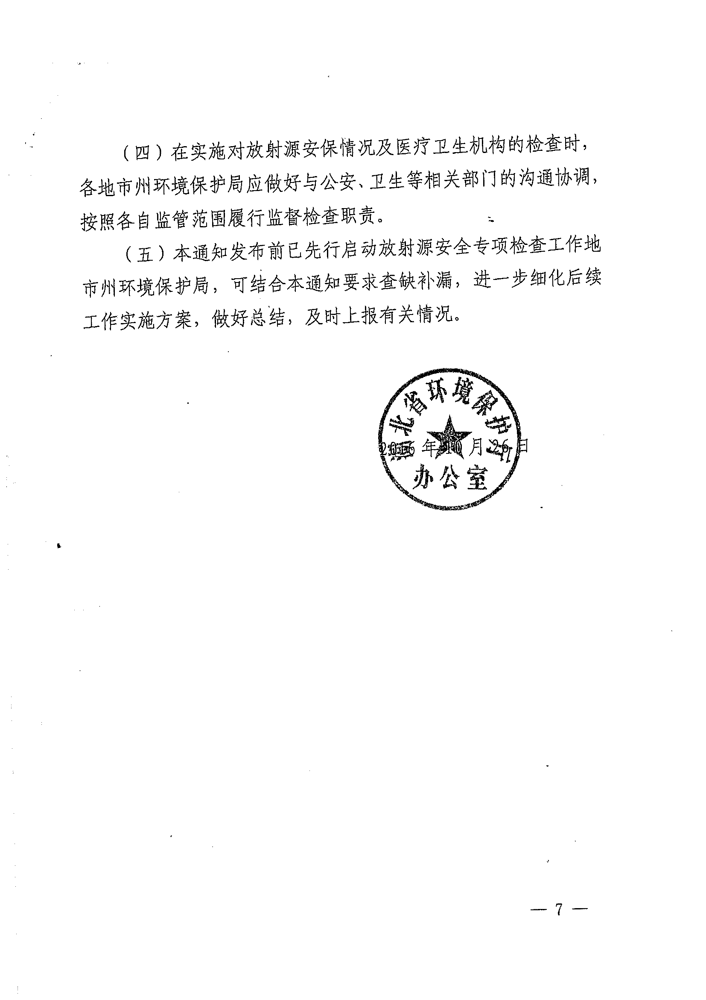 （四）在实施对放射源安保情况及医疗卫生机构的检查时，
各地市州环境保护局应做好与公安、卫生等相关部门的沟通协调，
按照各自监管范围履行监督检查职责。
（五）本通知发布前已先行启动放射源安全专项检查工作地
市州环境保护局，可结合本通知要求查缺补漏，进一步细化后续
工作实施方案，做好总结，及时上报有关情况。
湖北省环境保护厅
2016 年 10 月 26 日
办公室
— 7 —